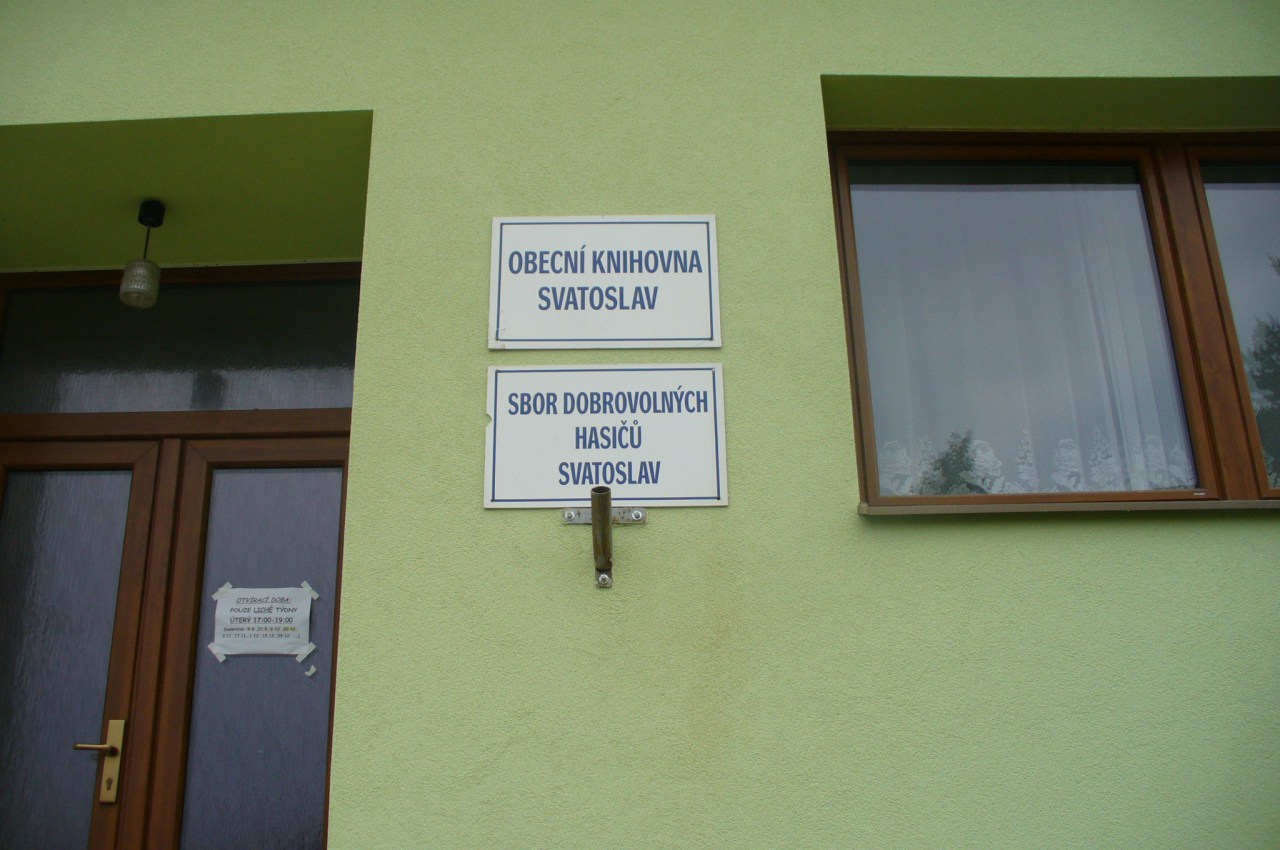 OBECNÍ KNIHOVNA
SVATOSLAV
SBOR DOBROVOLNÝCH
HASIČŮ
SVATOSLAV
OTVÍRACÍ DOBA:
POUZE LICHÉ TÝDNY
ÚTERÝ 17:00-19:00